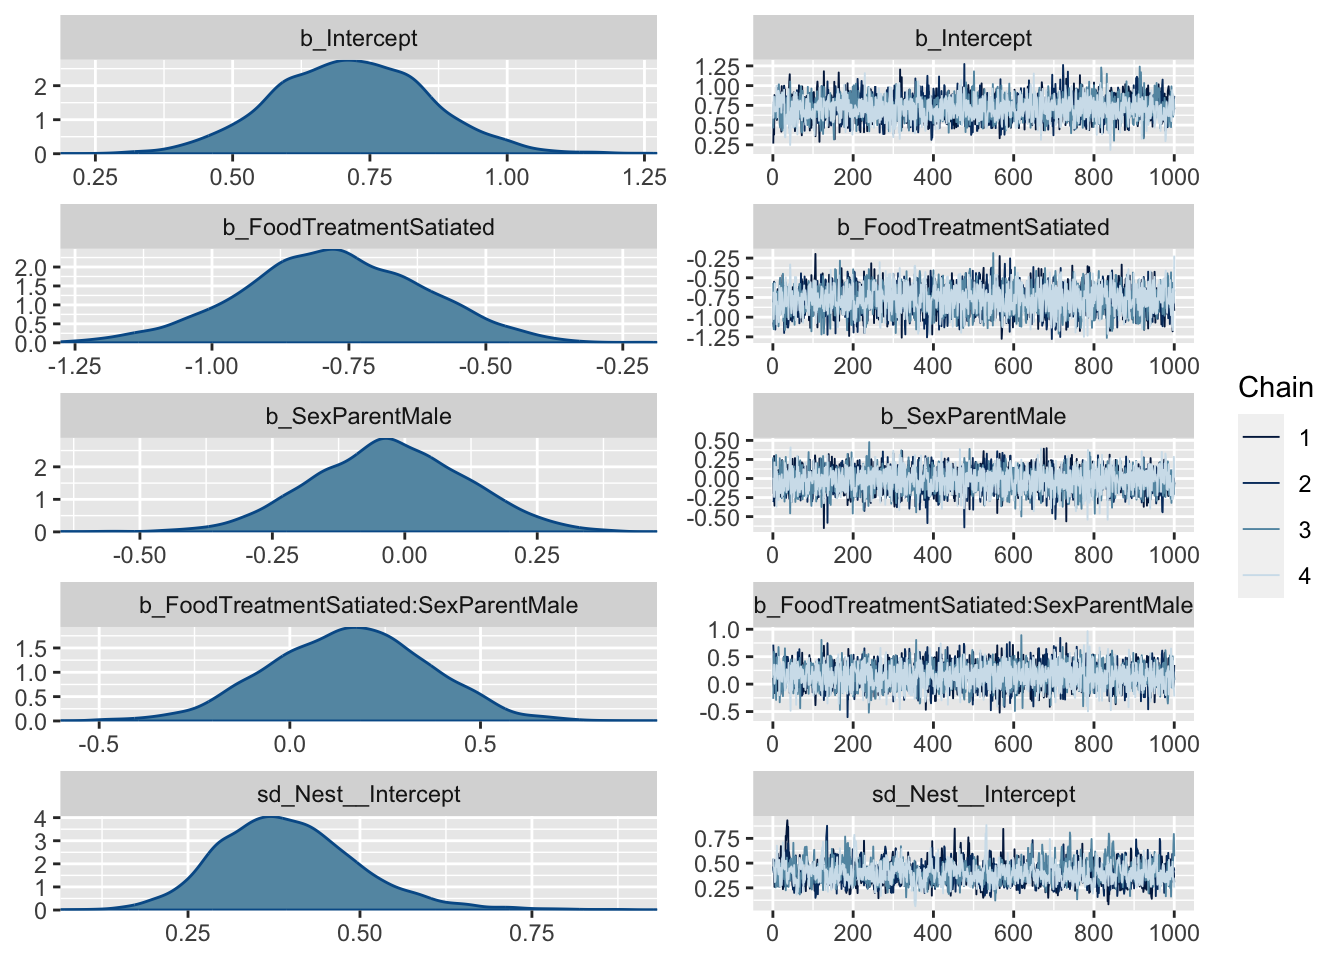 b_Intercept
2
1
0
0.25 0.50 0.75 1.00 1.25
b_Intercept
1.25
1.00
0.75
0.50
0.25
0 200 400 600 800 1000
b_FoodTreatmentSatiated
2.0
1.5
1.0
0.5
0.0
-1.25 -1.00 -0.75 -0.50 -0.25
b_FoodTreatmentSatiated
-0.25
-0.50
-0.75
-1.00
-1.25
0 200 400 600 800 1000
b_SexParentMale
2
1
0
-0.50 -0.25 0.00 0.25
b_SexParentMale
0.50
0.25
0.00
-0.25
-0.50
0 200 400 600 800 1000
b_FoodTreatmentSatiated:SexParentMale
1.5
1.0
0.5
0.0
-0.5 0.0 0.5
b_FoodTreatmentSatiated:SexParentMale
1.0
0.5
0.0
-0.5
0 200 400 600 800 1000
sd_Nest__Intercept
4
3
2
1
0
0.25 0.50 0.75
sd_Nest__Intercept
0.75
0.50
0.25
0 200 400 600 800 1000
Chain
1
2
3
4